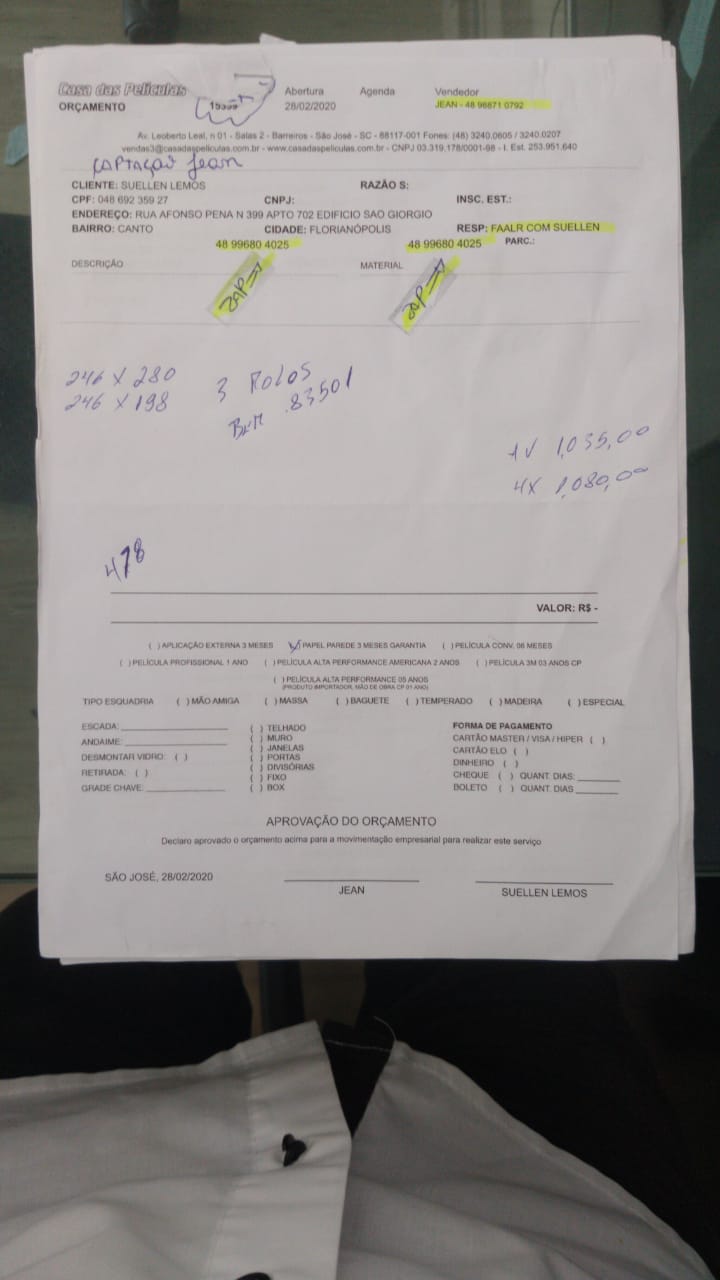 Casa das Películas
ORÇAMENTO
Abertura Agenda Vendedor
28/02/2020 JEAN - 48 98871 0792
Av. Leoberto Leal, n 01 - Salas 2 - Barreiros - São José - SC - 88117-001 Fones: (48) 3240.0605 / 3240.0207
vendas3@casadaspeliculas.com.br - www.casadaspeliculas.com.br - CNPJ 03.319.178/0001-98 - I. Est. 253.951.640
CAPTAÇÃO Jean
CLIENTE: SUELLEN LEMOS RAZÃO S:
CPF: 048 692 359 27 CNPJ: INSC. EST.:
ENDEREÇO: RUA AFONSO PENA N 399 APTO 702 EDIFICIO SAO GIORGIO
BAIRRO: CANTO CIDADE: FLORIANÓPOLIS RESP: FAALR COM SUELLEN
48 99680 4025 48 99680 4025 PARC.:
DESCRIÇÃO MATERIAL
246 X 280 3 ROLOS
246 X 198 83501
1V 1,035,00
4X 1,080,00
478
VALOR: R$ -
( ) APLICAÇÃO EXTERNA 3 MESES (✓) PAPEL PAREDE 3 MESES GARANTIA ( ) PELÍCULA CONV. 06 MESES
( ) PELÍCULA PROFISSIONAL 1 ANO ( ) PELÍCULA ALTA PERFORMANCE AMERICANA 2 ANOS ( ) PELÍCULA 3M 03 ANOS CP
( ) PELÍCULA ALTA PERFORMANCE 05 ANOS
(PRODUTO IMPORTADOR, MÃO DE OBRA CP 01 ANO)
TIPO ESQUADRIA ( ) MÃO AMIGA ( ) MASSA ( ) BAGUETE ( ) TEMPERADO ( ) MADEIRA ( ) ESPECIAL
ESCADA: ( ) TELHADO FORMA DE PAGAMENTO
ANDAIME: ( ) MURO CARTÃO MASTER / VISA / HIPER ( )
( ) JANELAS CARTÃO ELO ( )
DESMONTAR VIDRO: ( ) ( ) PORTAS DINHEIRO ( )
RETIRADA: ( ) ( ) DIVISÓRIAS CHEQUE ( ) QUANT. DIAS:
( ) FIXO
GRADE CHAVE: ( ) BOX BOLETO ( ) QUANT. DIAS
APROVAÇÃO DO ORÇAMENTO
Declaro aprovado o orçamento acima para a movimentação empresarial para realizar este serviço
SÃO JOSÉ, 28/02/2020
JEAN SUELLEN LEMOS